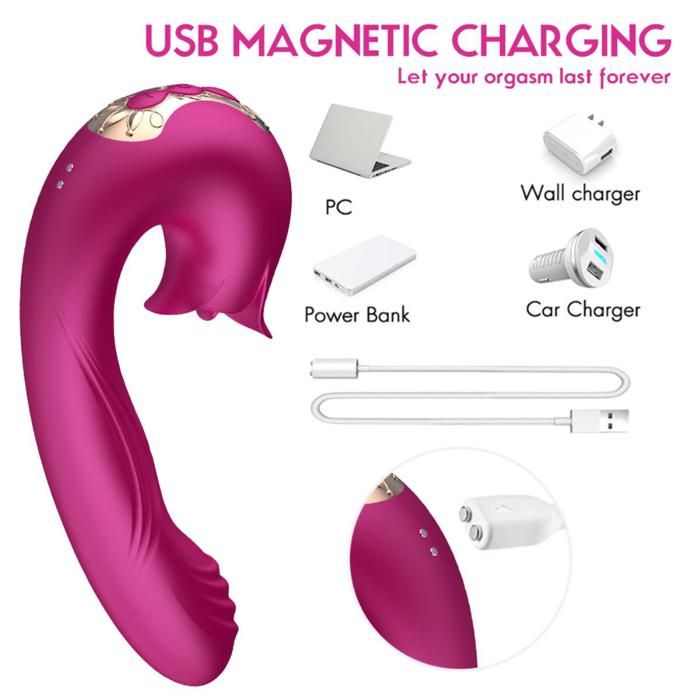 USB MAGNETIC CHARGING
Let your orgasm last forever
PC
Wall charger
Power Bank
Car Charger